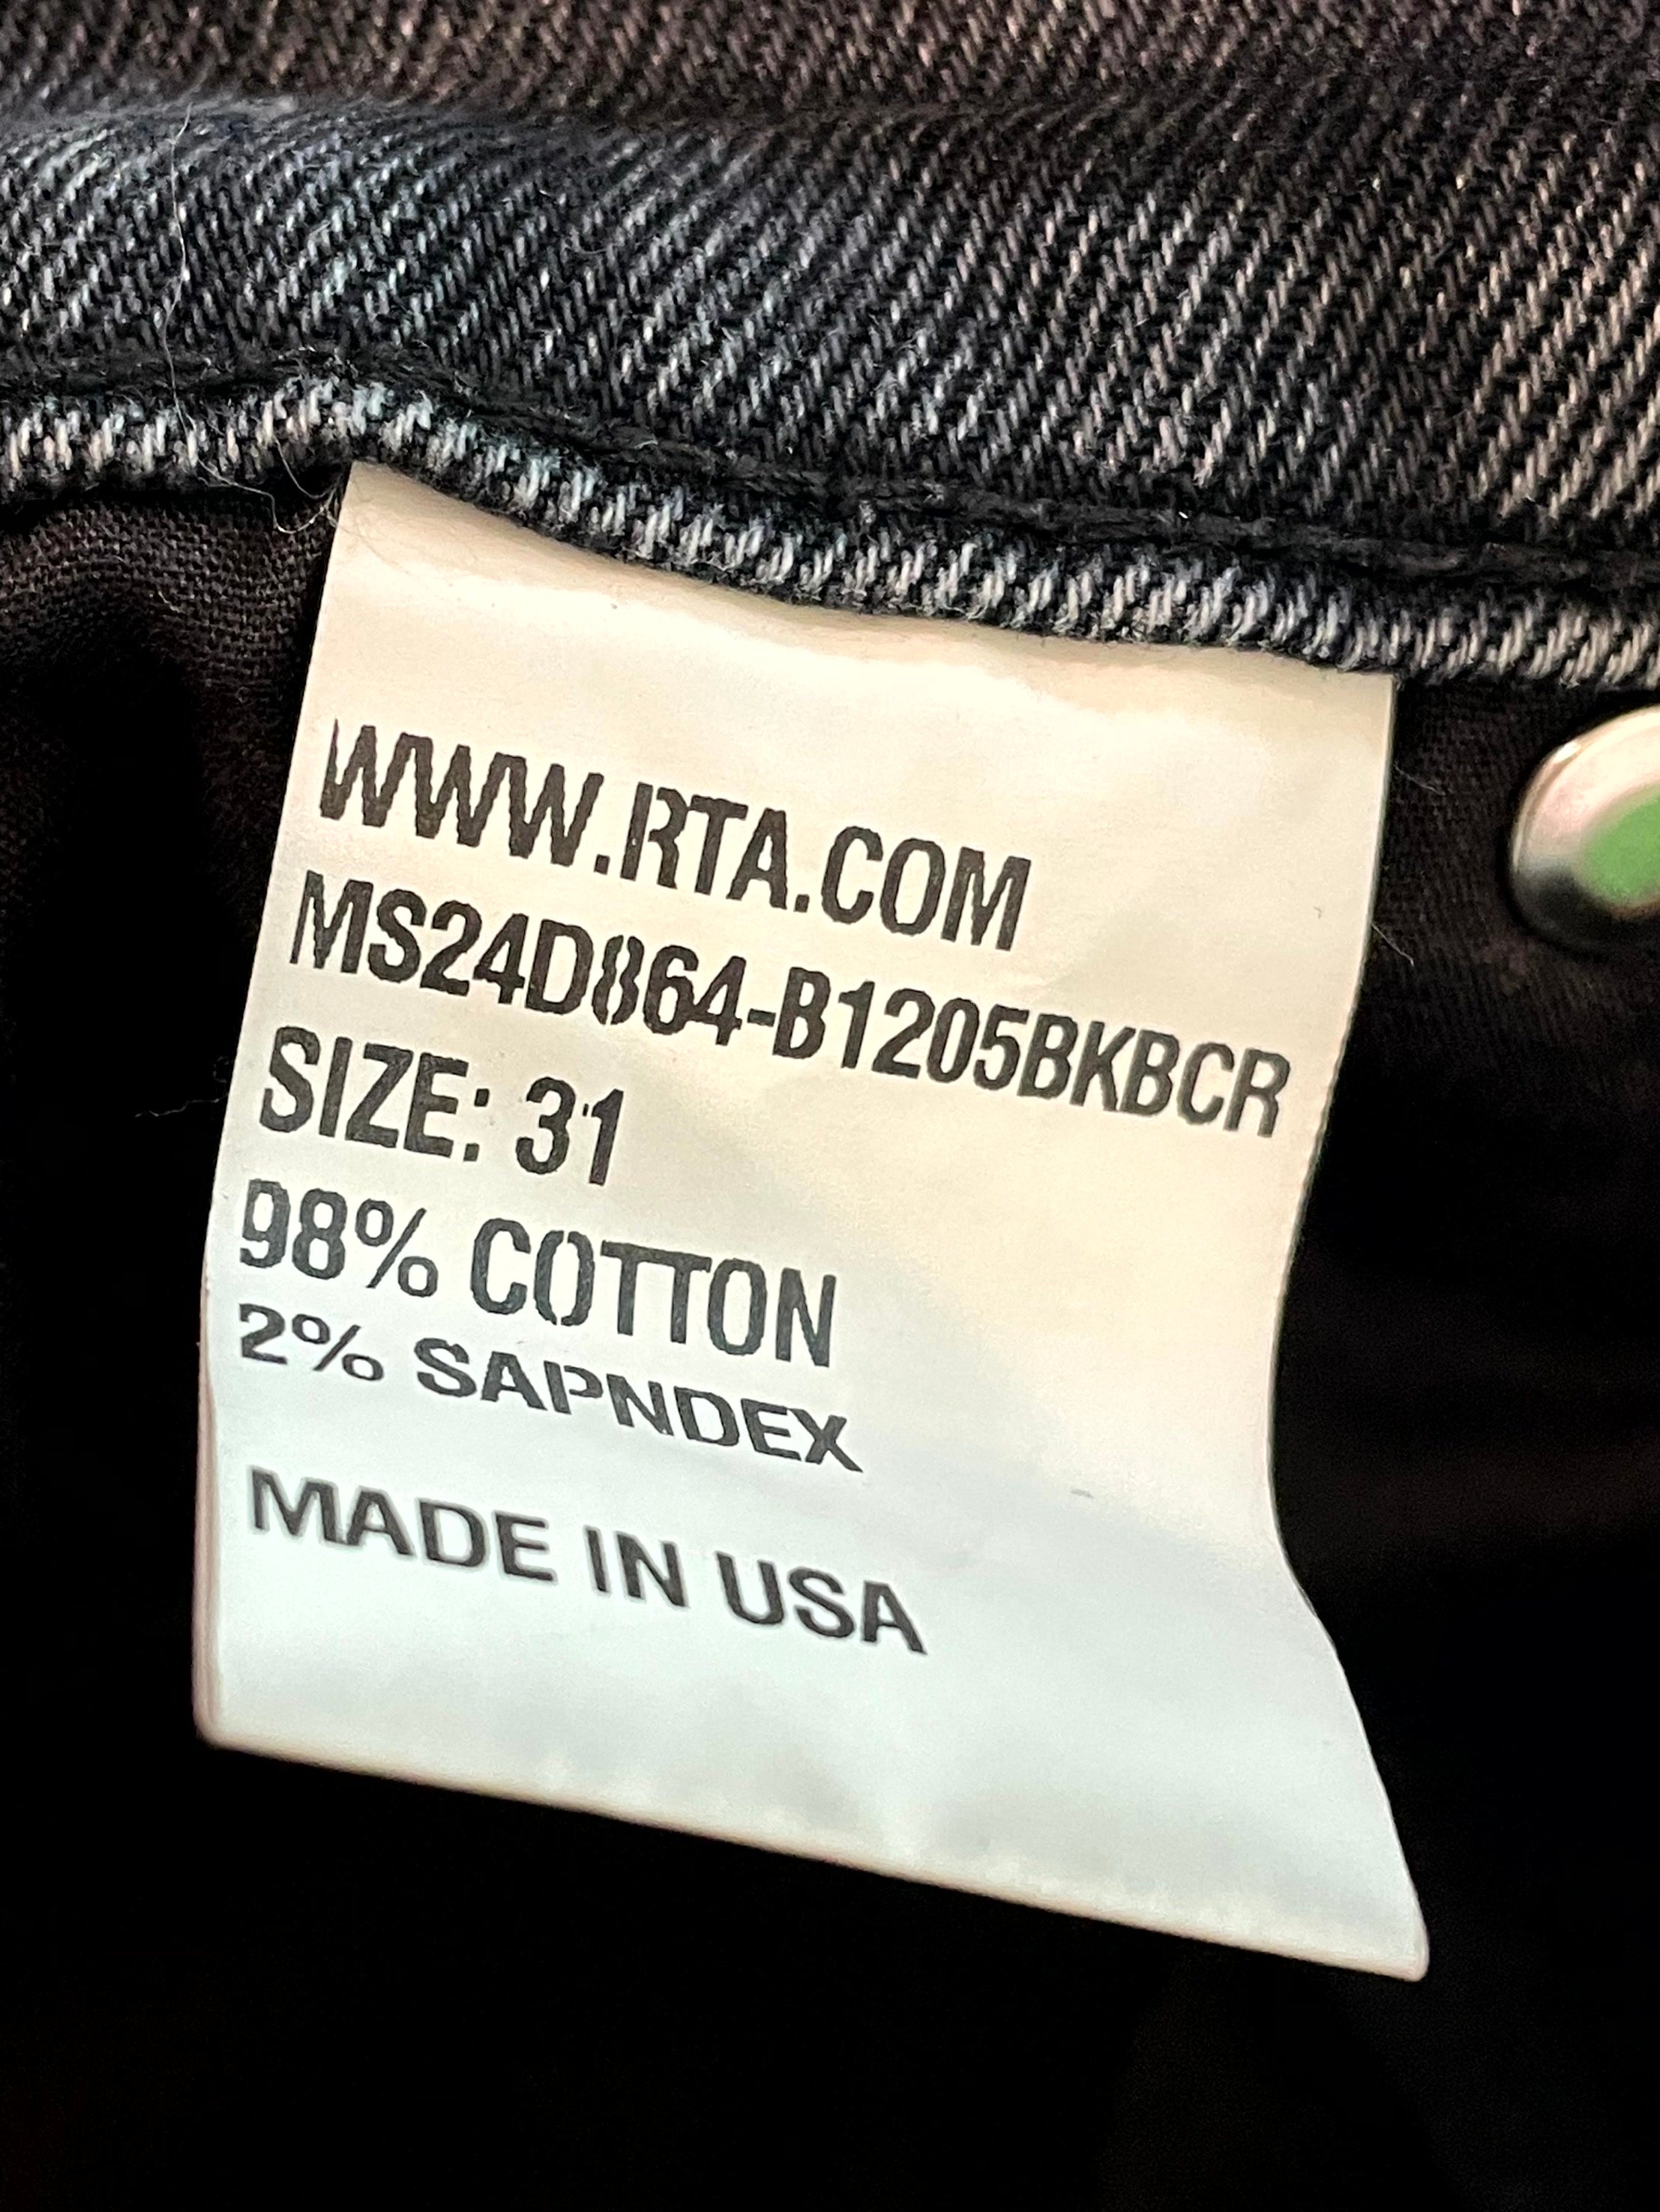 WWW.RTA.COM
MS24D864-B1205BKBCR
SIZE: 31
98% COTTON
2% SAPNDEX
MADE IN USA